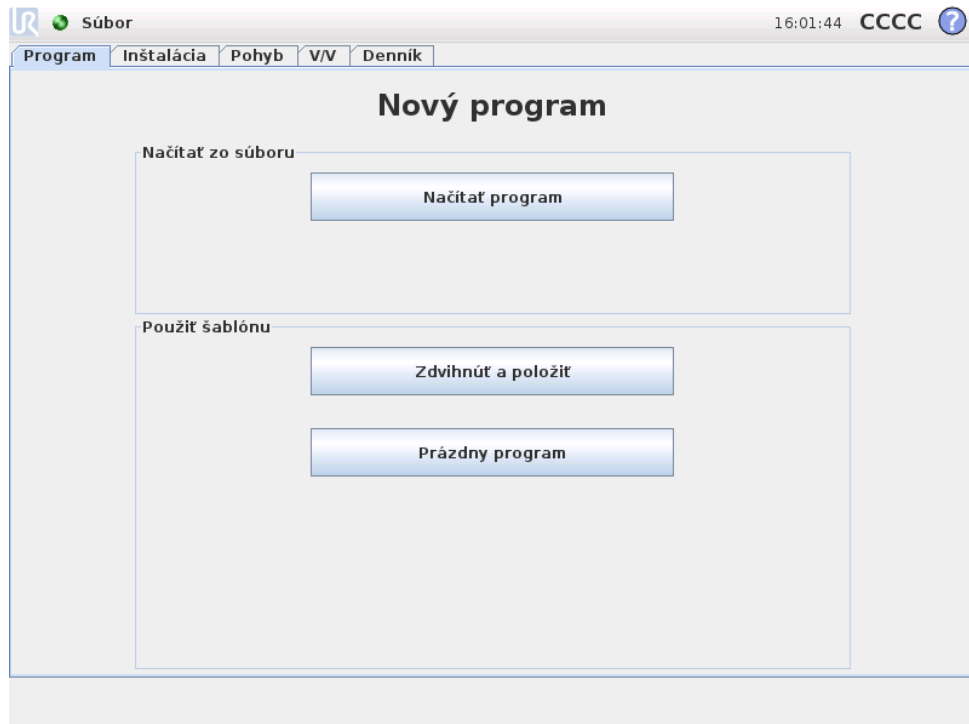 UR Súbor 16:01:44 CCCC ?
Program Inštalácia Pohyb V/V Denník
Nový program
Načítať zo súboru
Načítať program
Použiť šablónu
Zdvihnúť a položiť
Prázdny program